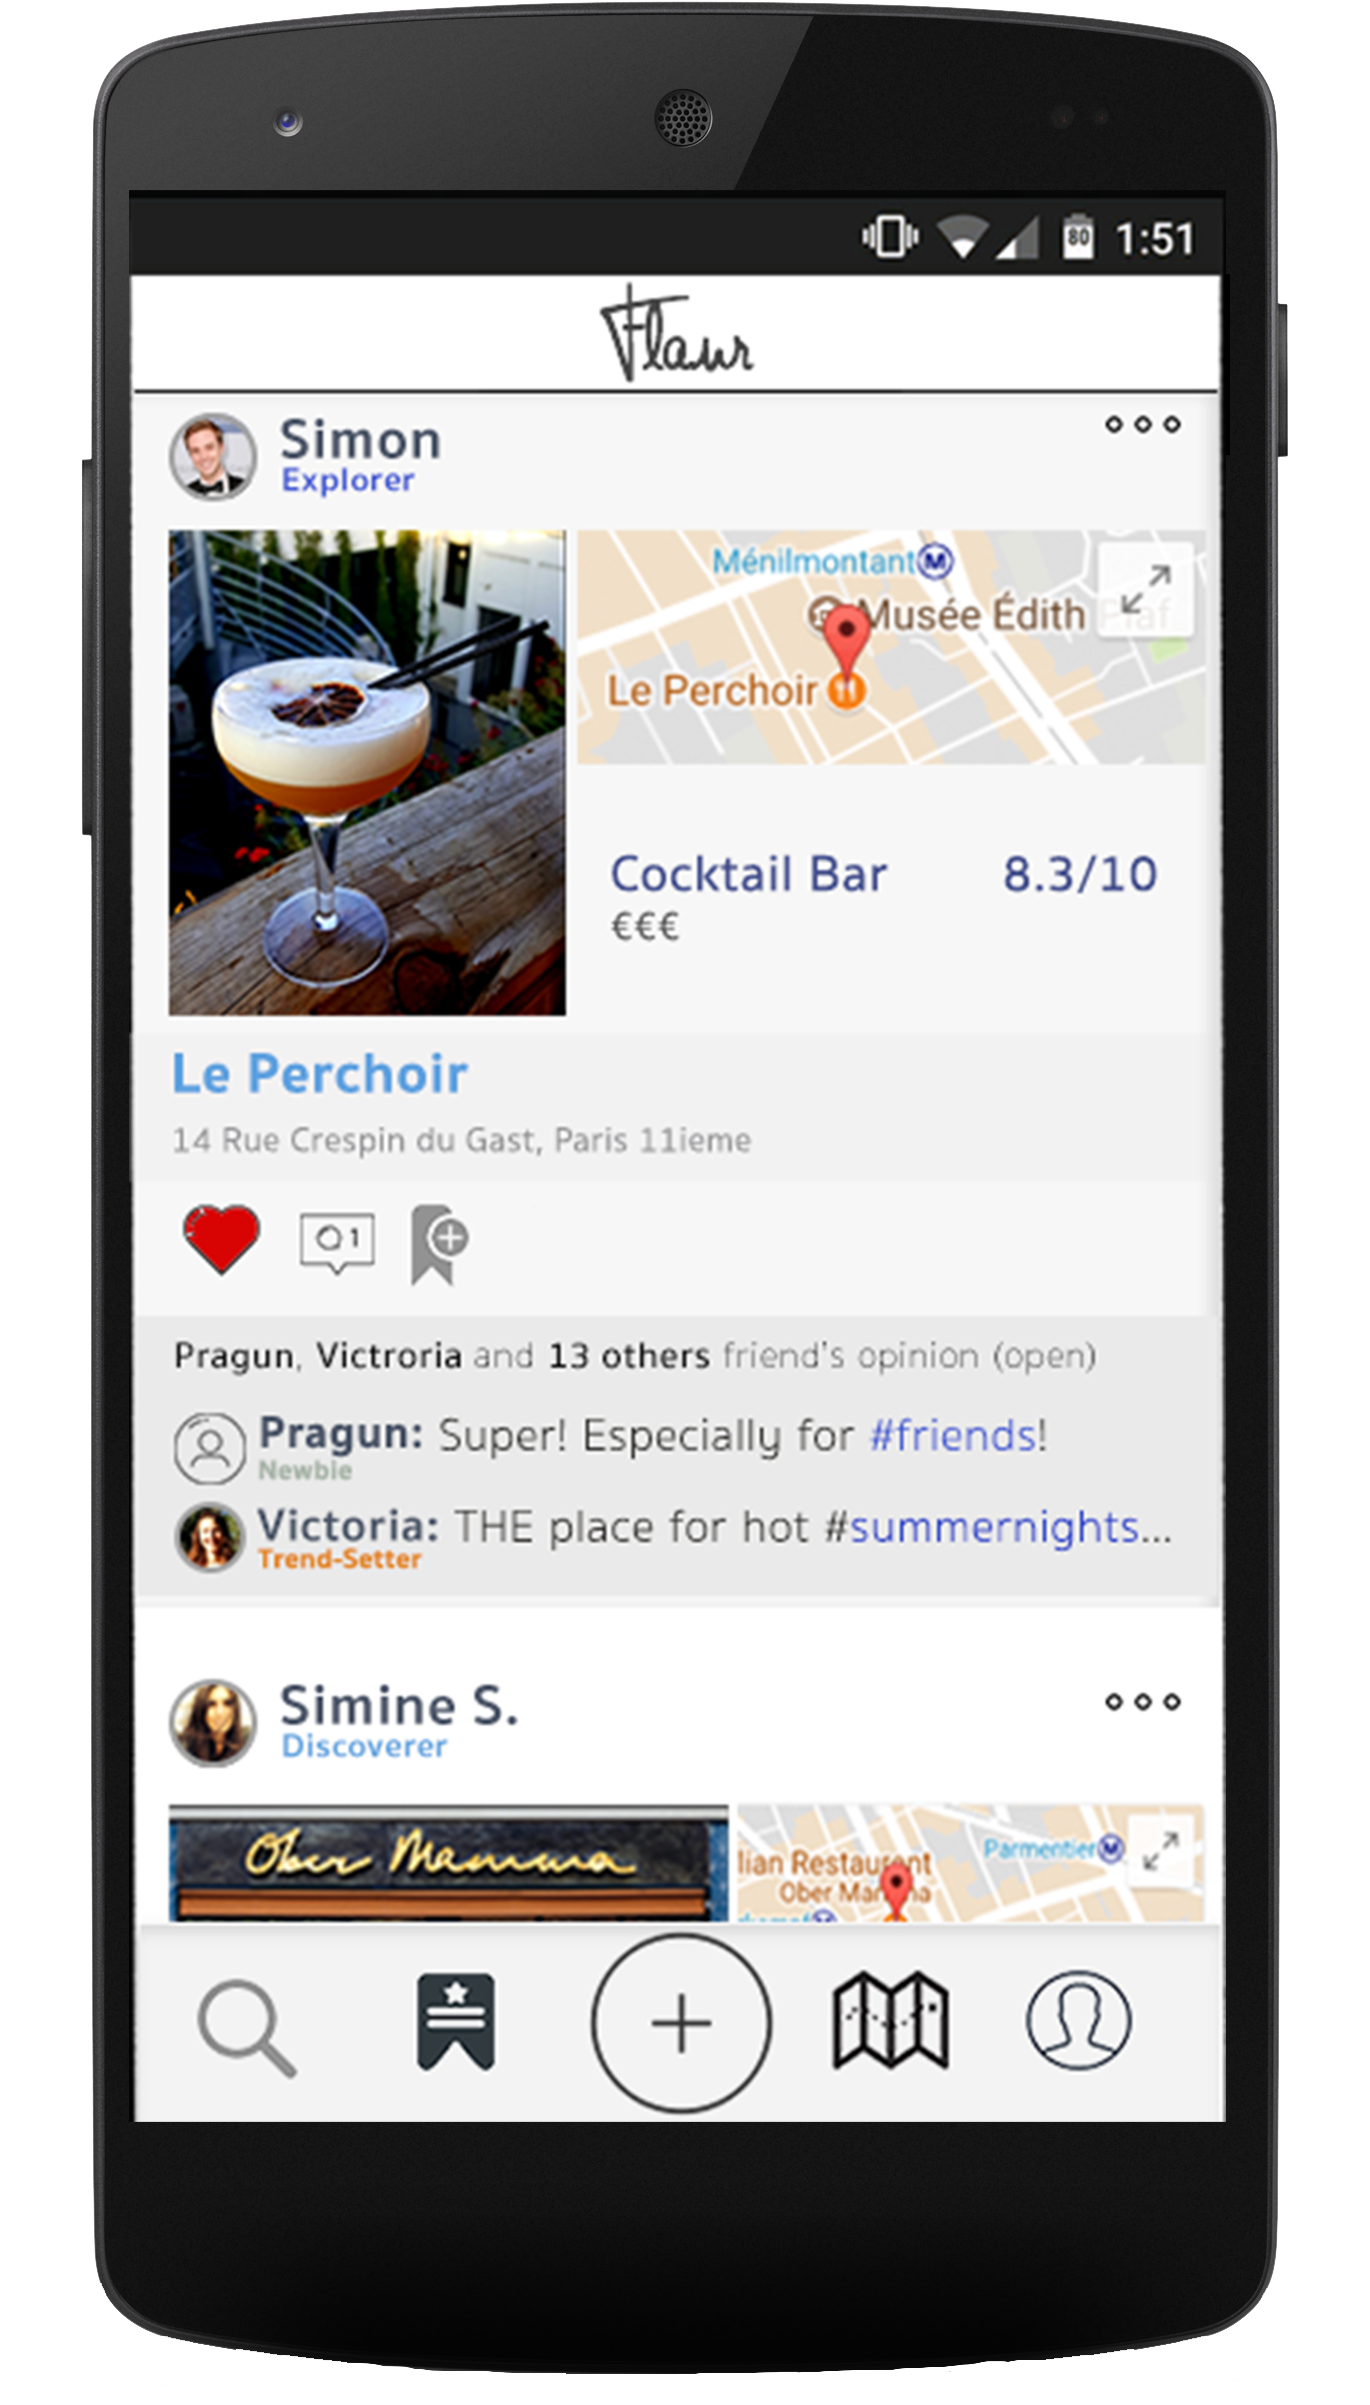 80 1:51
Flaur
Simon
Explorer
Ménilmontant M
Musée Édith Piaf
Le Perchoir
Cocktail Bar 8.3/10
€€€
Le Perchoir
14 Rue Crespin du Gast, Paris 11ieme
1
Pragun, Victroria and 13 others friend's opinion (open)
Pragun: Super! Especially for #friends!
Newbie
Victoria: THE place for hot #summernights...
Trend-Setter
Simine S.
Discoverer
Ober Mamma
Parmentier M
lian Restaurant
Ober Mamma